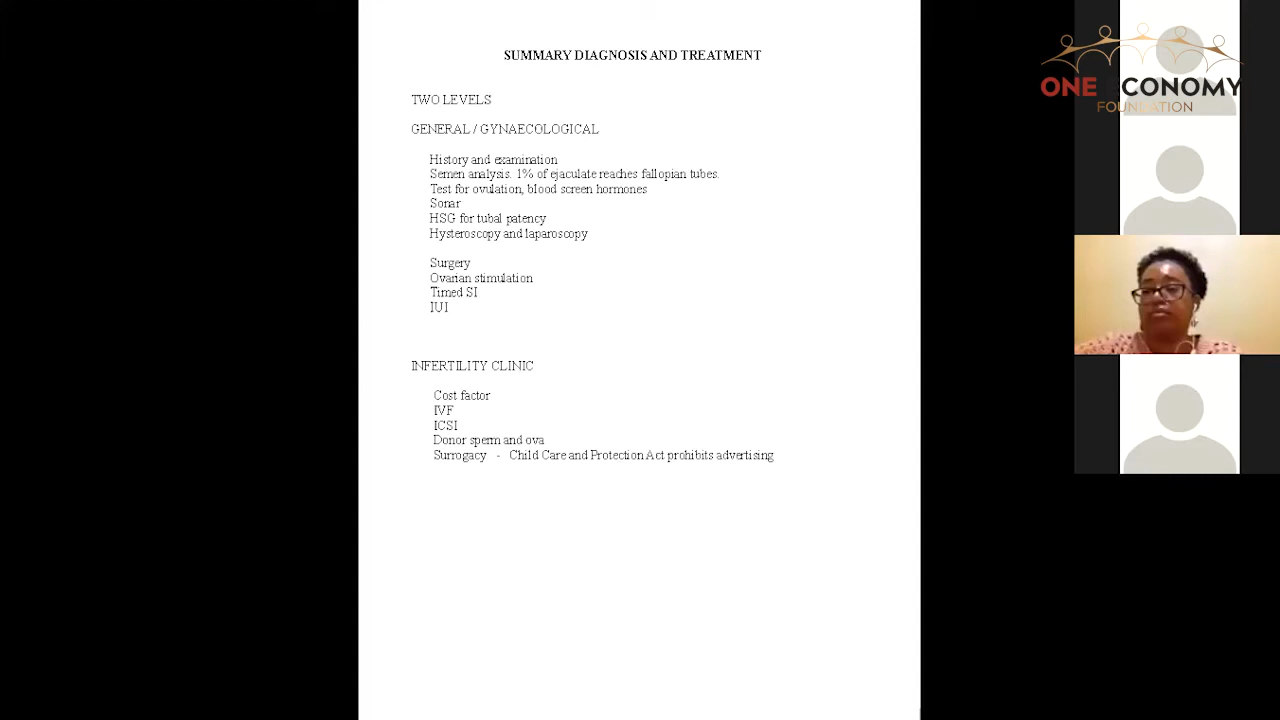 SUMMARY DIAGNOSIS AND TREATMENT
TWO LEVELS
GENERAL / GYNAECOLOGICAL
History and examination
Semen analysis. 1% of ejaculate reaches fallopian tubes.
Test for ovulation, blood screen hormones
Sonar
HSG for tubal patency
Hysteroscopy and laparoscopy
Surgery
Ovarian stimulation
Timed SI
IUI
INFERTILITY CLINIC
Cost factor
IVF
ICSI
Donor sperm and ova
Surrogacy - Child Care and Protection Act prohibits advertising
ONE CONOMY
FOUNDATION